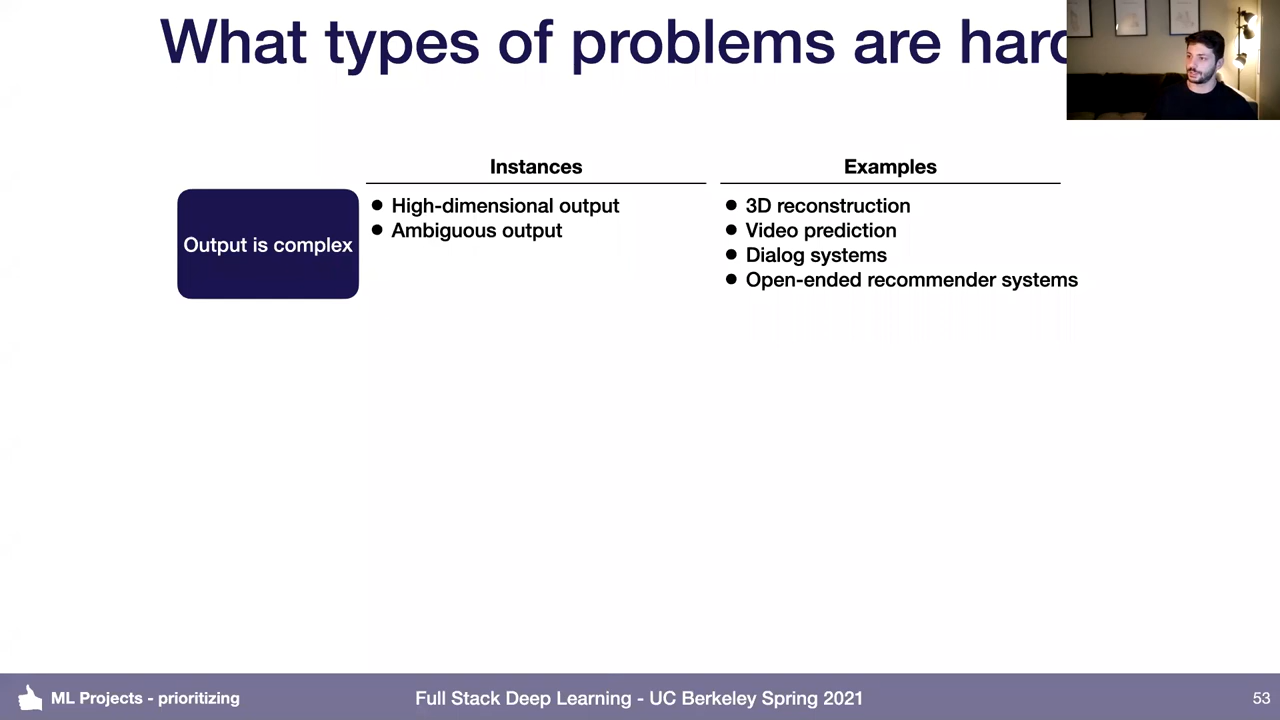 What types of problems are hard
Instances
Examples
Output is complex
● High-dimensional output
● Ambiguous output
● 3D reconstruction
● Video prediction
● Dialog systems
● Open-ended recommender systems
ML Projects - prioritizing
Full Stack Deep Learning - UC Berkeley Spring 2021
53